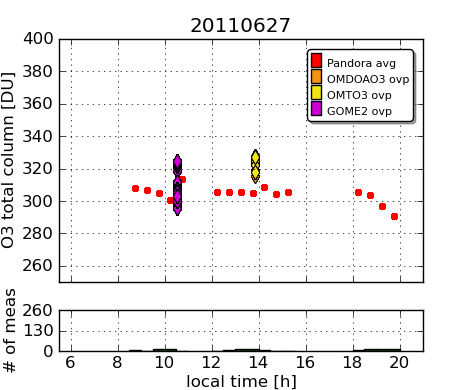 20110627
O3 total column [DU]
400
380
360
340
320
300
280
260
Pandora avg
OMDOAO3 ovp
OMTO3 ovp
GOME2 ovp
# of meas
260
130
0
6 8 10 12 14 16 18 20
local time [h]